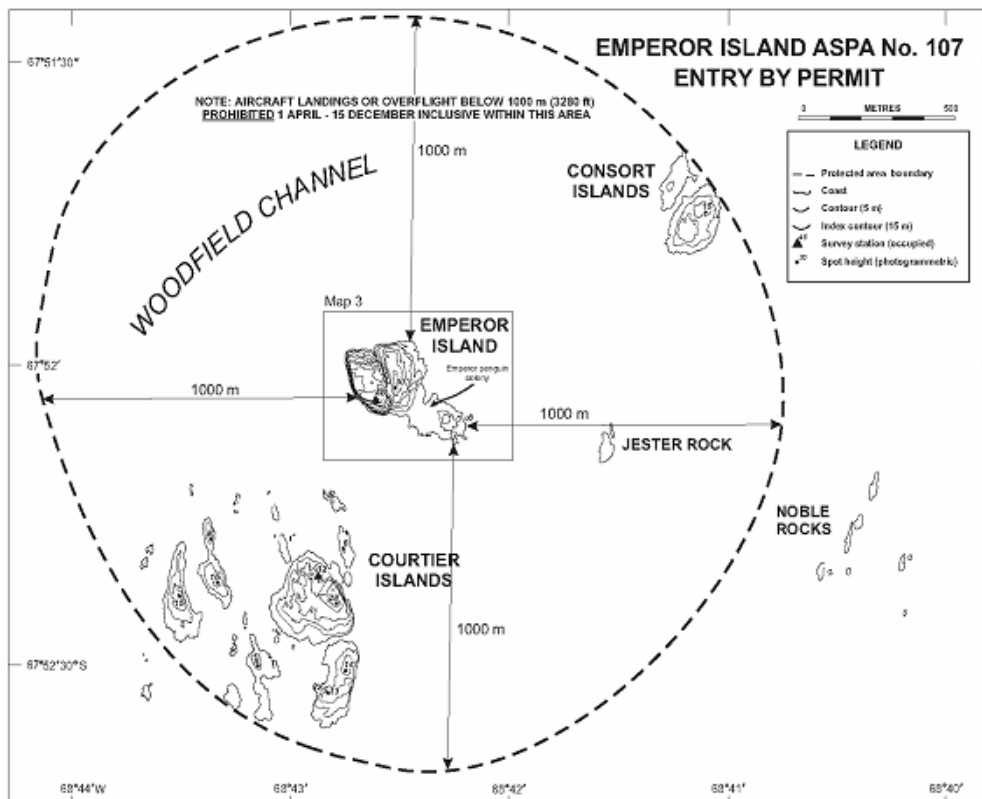 EMPEROR ISLAND ASPA No. 107
ENTRY BY PERMIT
67°51'30"
NOTE: AIRCRAFT LANDINGS OR OVERFLIGHT BELOW 1000 m (3280 ft)
PROHIBITED 1 APRIL - 15 DECEMBER INCLUSIVE WITHIN THIS AREA
0 METRES 500
LEGEND
Protected area boundary
Coast
Contour (5 m)
Index contour (15 m)
Survey station (occupied)
Spot height (photogrammetric)
1000 m
CONSORT
ISLANDS
WOODFIELD CHANNEL
Map 3
EMPEROR
ISLAND
67°52'
Emperor penguin
colony
1000 m
1000 m
JESTER ROCK
NOBLE
ROCKS
COURTIER
ISLANDS
1000 m
67°52'30"S
68°44'W
68°43'
68°42'
68°41'
68°40'